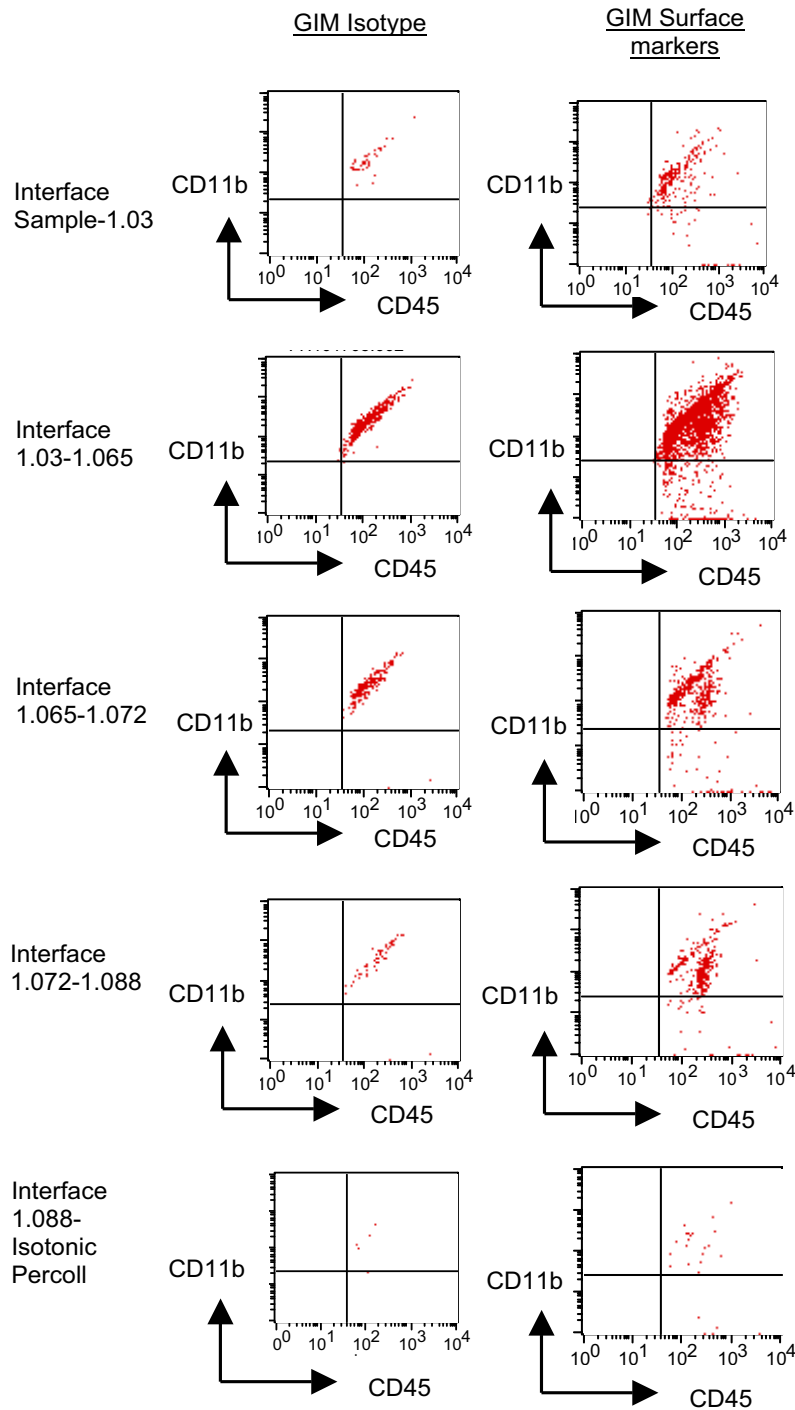 GIM Isotype
GIM Surface
markers
Interface
Sample-1.03
CD11b
10^0 10^1 10^2 10^3 10^4
CD45
CD11b
10^0 10^1 10^2 10^3 10^4
CD45
Interface
1.03-1.065
CD11b
10^0 10^1 10^2 10^3 10^4
CD45
CD11b
10^0 10^1 10^2 10^3 10^4
CD45
Interface
1.065-1.072
CD11b
10^0 10^1 10^2 10^3 10^4
CD45
CD11b
10^0 10^1 10^2 10^3 10^4
CD45
Interface
1.072-1.088
CD11b
10^0 10^1 10^2 10^3 10^4
CD45
CD11b
10^0 10^1 10^2 10^3 10^4
CD45
Interface
1.088-
Isotonic
Percoll
CD11b
0^0 10^1 10^2 10^3 10^4
CD45
CD11b
10^0 10^1 10^2 10^3 10^4
CD45